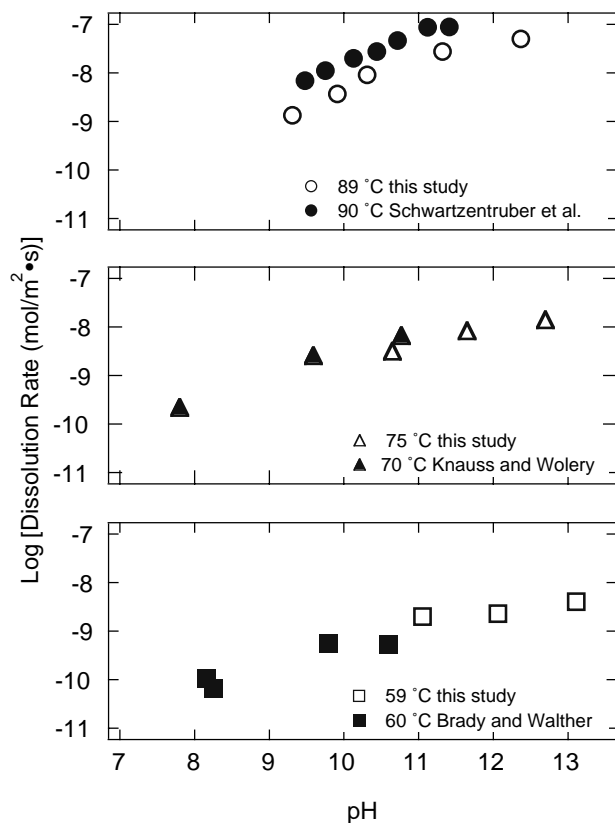 Log [Dissolution Rate (mol/m²•s)]
-7
-8
-9
-10
-11
89 ˚C this study
90 ˚C Schwartzentruber et al.
-7
-8
-9
-10
-11
75 ˚C this study
70 ˚C Knauss and Wolery
-7
-8
-9
-10
-11
59 ˚C this study
60 ˚C Brady and Walther
7 8 9 10 11 12 13
pH